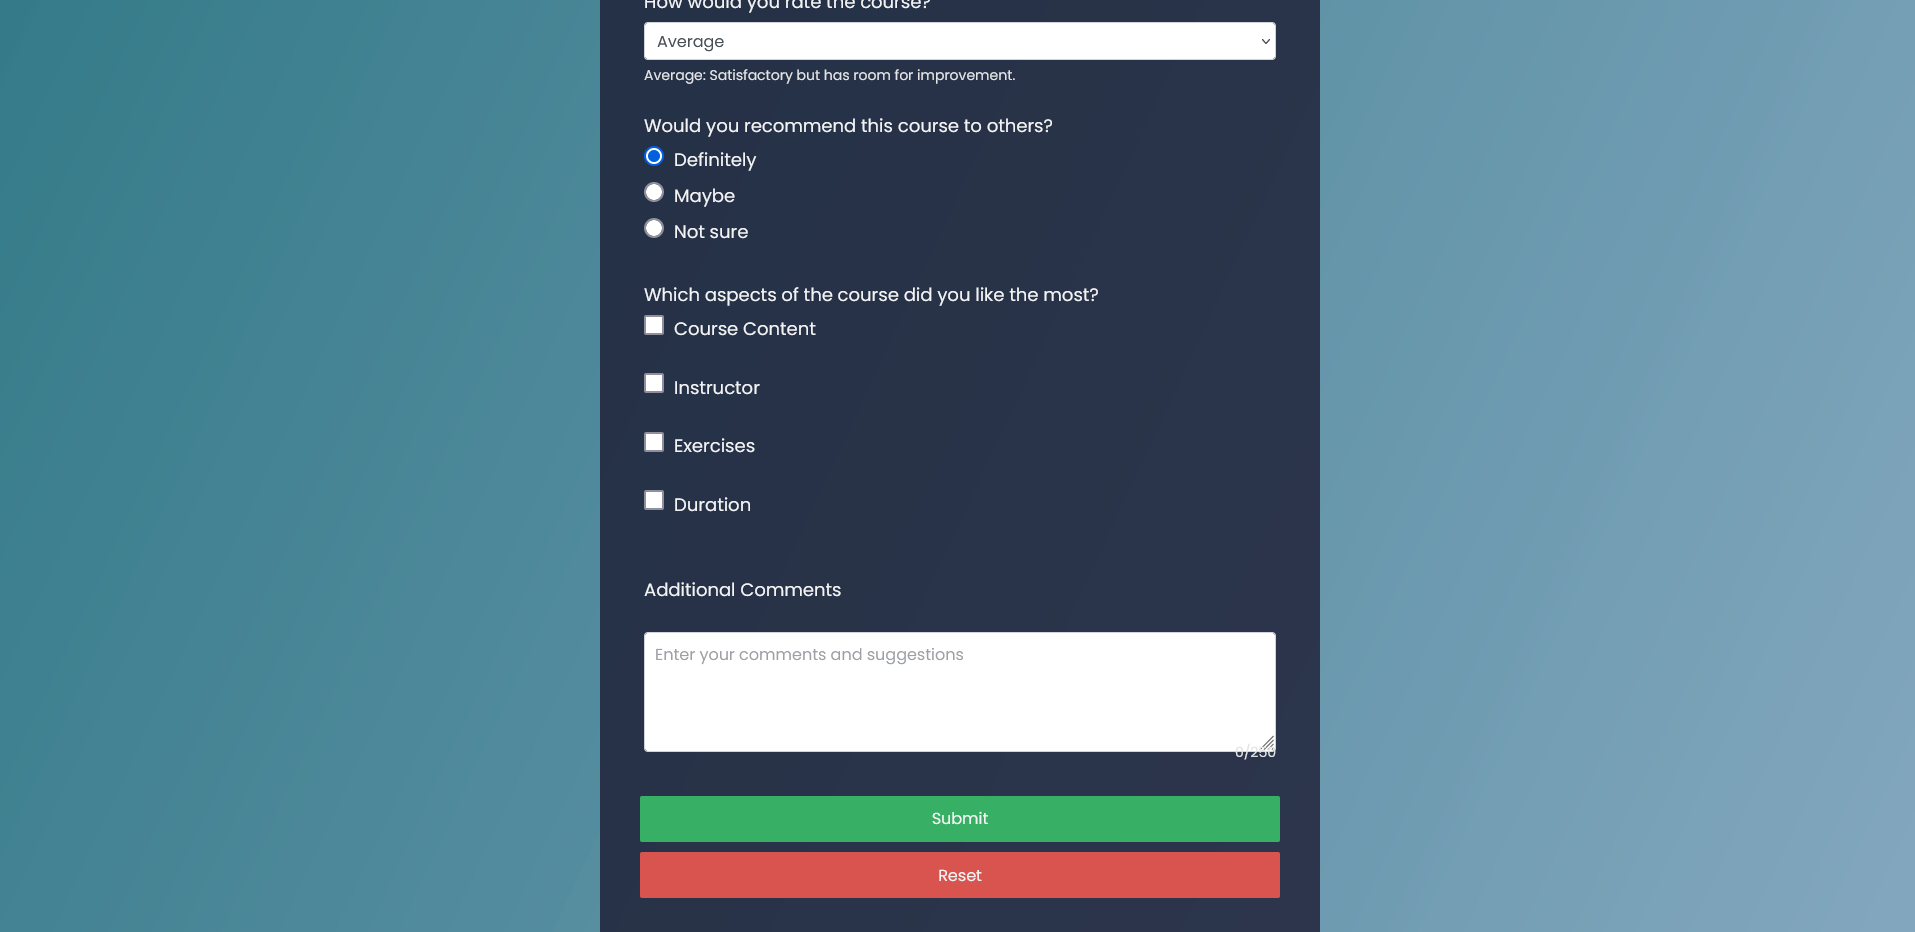 How would you rate the course?
Average
Average: Satisfactory but has room for improvement.
Would you recommend this course to others?
Definitely
Maybe
Not sure
Which aspects of the course did you like the most?
Course Content
Instructor
Exercises
Duration
Additional Comments
Enter your comments and suggestions
0/250
Submit
Reset